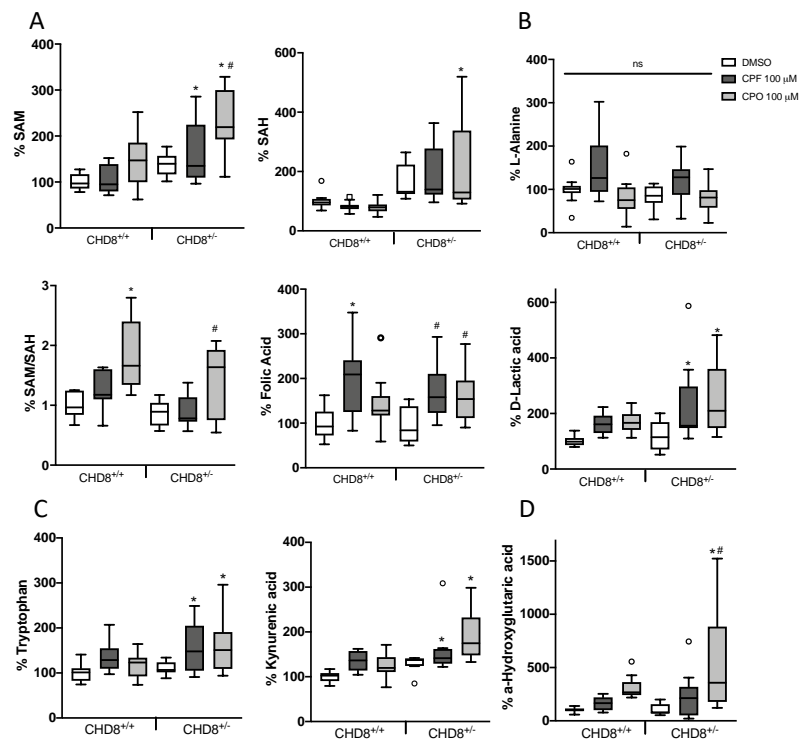 A
B
DMSO
CPF 100 µM
CPO 100 µM
% SAM
400
300
200
100
0
*
* #
CHD8+/+
CHD8+/-
% SAH
600
400
200
0
*
CHD8+/+
CHD8+/-
% L-Alanine
400
300
200
100
0
ns
CHD8+/+
CHD8+/-
% SAM/SAH
3
2
1
0
*
#
CHD8+/+
CHD8+/-
% Folic Acid
400
300
200
100
0
*
#
#
CHD8+/+
CHD8+/-
% D-Lactic acid
600
400
200
0
*
*
CHD8+/+
CHD8+/-
C
D
% Tryptophan
400
300
200
100
0
*
*
CHD8+/+
CHD8+/-
% Kynurenic acid
400
300
200
100
0
*
*
CHD8+/+
CHD8+/-
% a-Hydroxyglutaric acid
1500
1000
500
0
* #
CHD8+/+
CHD8+/-